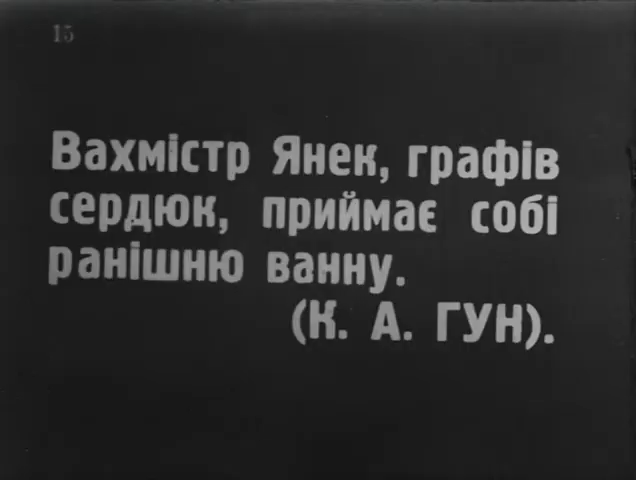 15
Вахмістр Янек, графів
сердюк, приймає собі
ранішню ванну.
(К. А. ГУН).